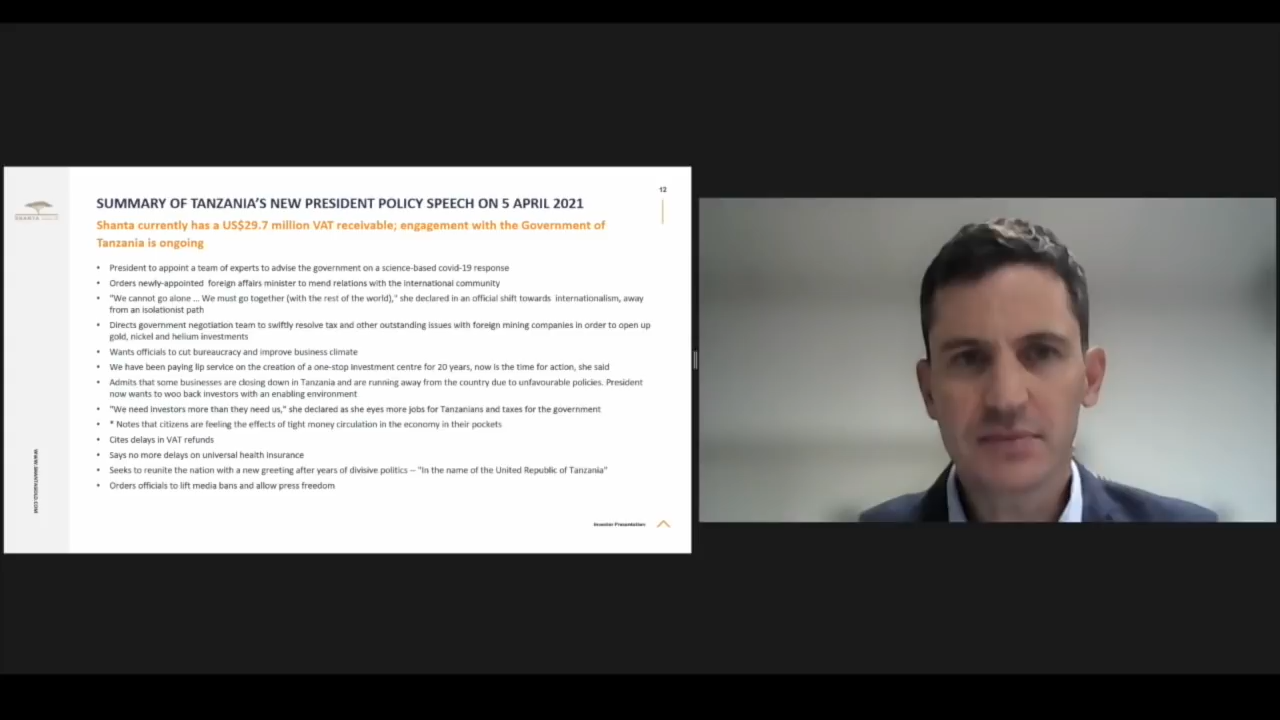 12
SUMMARY OF TANZANIA'S NEW PRESIDENT POLICY SPEECH ON 5 APRIL 2021
Shanta currently has a US$29.7 million VAT receivable; engagement with the Government of
Tanzania is ongoing
SHANTA GOLD
• President to appoint a team of experts to advise the government on a science-based covid-19 response
• Orders newly-appointed foreign affairs minister to mend relations with the international community
• "We cannot go alone ... We must go together (with the rest of the world)," she declared in an official shift towards internationalism, away
from an isolationist path
• Directs government negotiation team to swiftly resolve tax and other outstanding issues with foreign mining companies in order to open up
gold, nickel and helium investments
• Wants officials to cut bureaucracy and improve business climate
• We have been paying lip service on the creation of a one-stop investment centre for 20 years, now is the time for action, she said
• Admits that some businesses are closing down in Tanzania and are running away from the country due to unfavourable policies. President
now wants to woo back investors with an enabling environment
• "We need investors more than they need us," she declared as she eyes more jobs for Tanzanians and taxes for the government
• * Notes that citizens are feeling the effects of tight money circulation in the economy in their pockets
• Cites delays in VAT refunds
• Says no more delays on universal health insurance
• Seeks to reunite the nation with a new greeting after years of divisive politics – "In the name of the United Republic of Tanzania"
• Orders officials to lift media bans and allow press freedom
WWW.SHANTAGOLD.COM
Investor Presentation